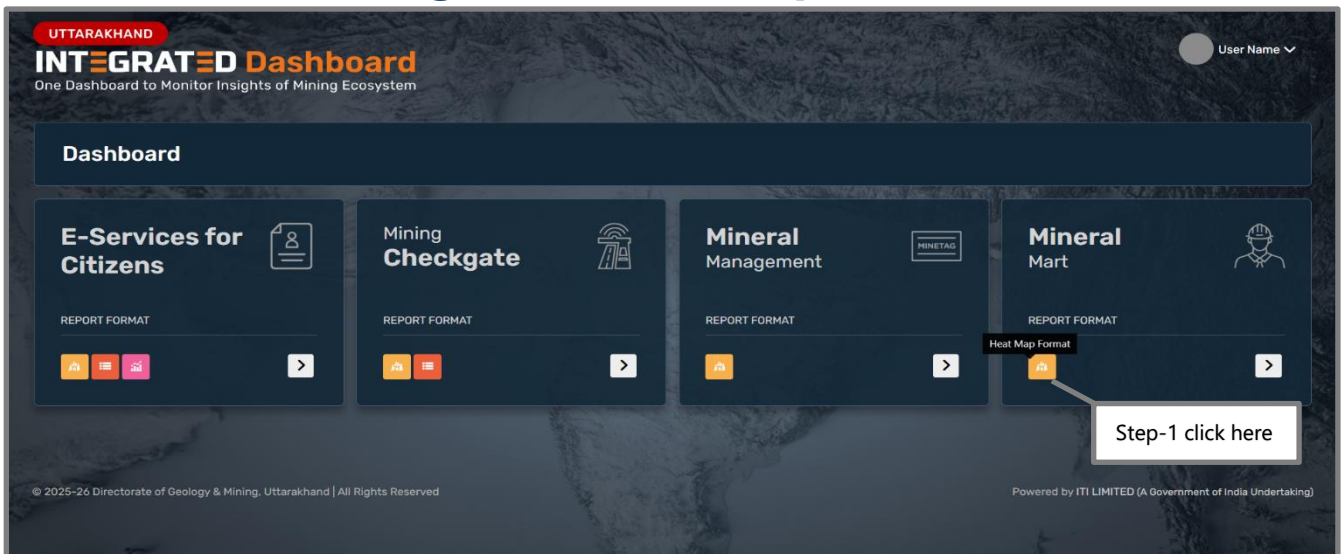 UTTARAKHAND
INTEGRATED Dashboard
One Dashboard to Monitor Insights of Mining Ecosystem
User Name
Dashboard
E-Services for
Citizens
REPORT FORMAT
Mining
Checkgate
REPORT FORMAT
Mineral
Management
MINETAG
REPORT FORMAT
Mineral
Mart
REPORT FORMAT
Heat Map Format
Step-1 click here
© 2025-26 Directorate of Geology & Mining, Uttarakhand | All Rights Reserved
Powered by ITI LIMITED (A Government of India Undertaking)